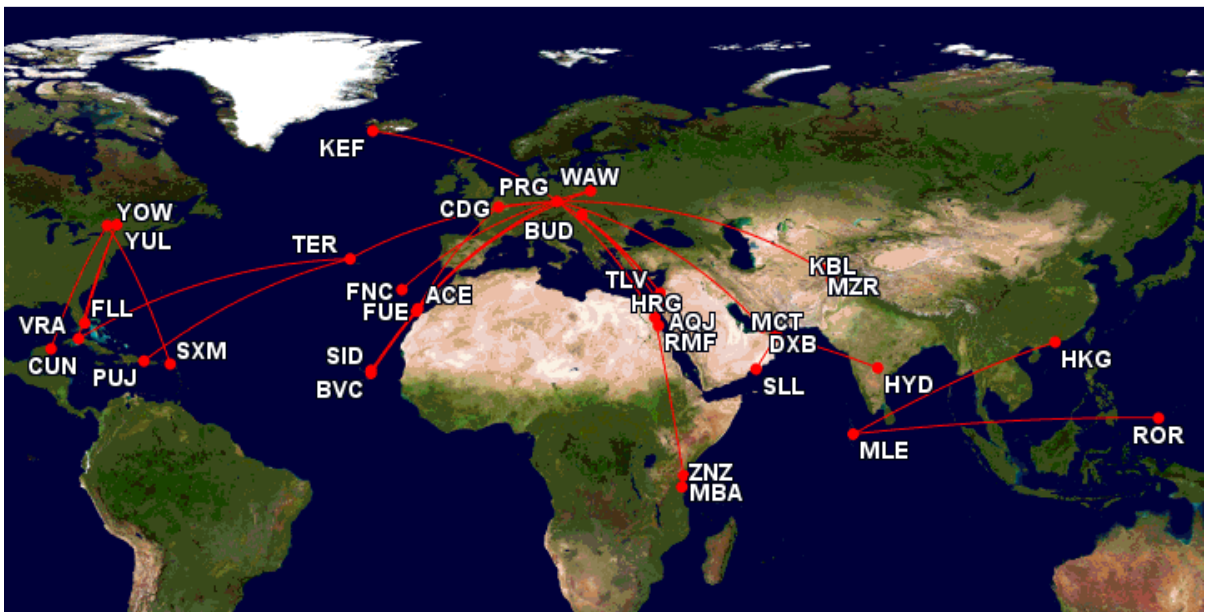 KEF
PRG
WAW
CDG
YOW
YUL
BUD
TER
KBL
MZR
TLV
FNC
FUE
ACE
HRG
FLL
AQJ
MCT
VRA
RMF
DXB
SXM
SID
HKG
CUN
PUJ
BVC
SLL
HYD
ROR
MLE
ZNZ
MBA